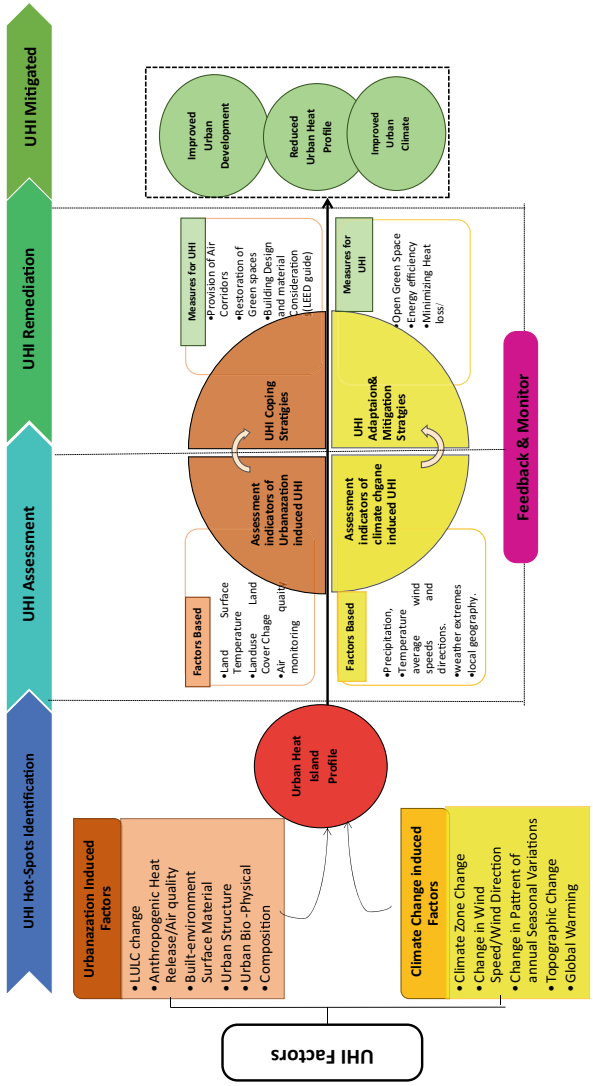 UHI Hot-Spots Identification
UHI Assessment
UHI Remediation
UHI Mitigated
UHI Factors
Urbanazation Induced
Factors
• LULC change
• Anthropogenic Heat
Release/Air quality
• Built-environment
Surface Material
• Urban Structure
• Urban Bio -Physical
• Composition
Climate Change induced
Factors
• Climate Zone Change
• Change in Wind
Speed/Wind Direction
• Change in Pattrent of
annual Seasonal Variations
• Topographic Change
• Global Warming
Urban Heat
Island
Profile
Factors Based
•Land Surface
Temperature
•Landuse Land
Cover Chage
•Air quaity
monitoring
Factors Based
•Precipitation,
•Temperature
average wind
speeds and
directions.
•weather extremes
•local geography.
Assessment
indicators of
Urbanazation
induced UHI
UHI Coping
Stratigies
Assessment
indicators of
climate chgane
induced UHI
UHI
Adaptaion&
Mitigation
Stratgies
Measures for UHI
•Provision of Air
Corridors
•Restoration of
Green spaces
•Building Design
and material
Consideration
s(LEED guide)
Measures for
UHI
•Open Green Space
•Energy efficiency
•Minimizing Heat
loss/
Improved
Urban
Development
Reduced
Urban Heat
Profile
Improved
Urban
Climate
Feedback & Monitor